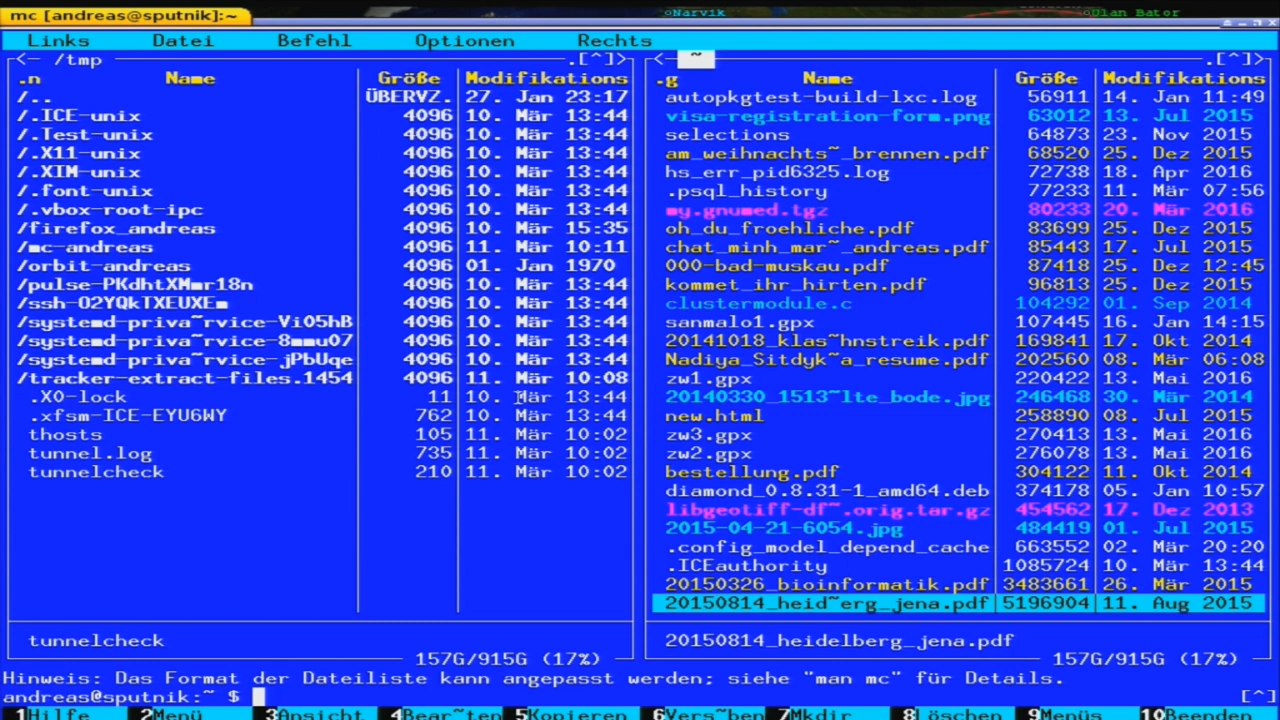 Narvik Ulan Bator
mc [andreas@sputnik]:~
Links Datei Befehl Optionen Rechts
<− /tmp .[^]>
.n Name Größe Modifikations
/.. ÜBERVZ. 27. Jan 23:17
/.ICE-unix 4096 10. Mär 13:44
/.Test-unix 4096 10. Mär 13:44
/.X11-unix 4096 10. Mär 13:44
/.XIM-unix 4096 10. Mär 13:44
/.font-unix 4096 10. Mär 13:44
/.vbox-root-ipc 4096 10. Mär 13:44
/firefox_andreas 4096 10. Mär 15:35
/mc-andreas 4096 11. Mär 10:11
/orbit-andreas 4096 01. Jan 1970
/pulse-PKdhtXMmr18n 4096 10. Mär 13:44
/ssh-O2YQkTXEUXEm 4096 10. Mär 13:44
/systemd-priva~rvice-Vi05hB 4096 10. Mär 13:44
/systemd-priva~rvice-8mmu07 4096 10. Mär 13:44
/systemd-priva~rvice-jPbUqe 4096 10. Mär 13:44
/tracker-extract-files.1454 4096 11. Mär 10:08
.X0-lock 11 10. Mär 13:44
.xfsm-ICE-EYU6WY 762 10. Mär 13:44
thosts 105 11. Mär 10:02
tunnel.log 735 11. Mär 10:02
tunnelcheck 210 11. Mär 10:02
tunnelcheck
157G/915G (17%)
<− ~ .[^]>
.g Name Größe Modifikations
autopkgtest-build-lxc.log 56911 14. Jan 11:49
visa-registration-form.png 63012 13. Jul 2015
selections 64873 23. Nov 2015
am_weihnachts~_brennen.pdf 68520 25. Dez 2015
hs_err_pid6325.log 72738 18. Apr 2016
.psql_history 77233 11. Mär 07:56
my.gnumed.tgz 80233 20. Mär 2016
oh_du_froehliche.pdf 83699 25. Dez 2015
chat_minh_mar~_andreas.pdf 85443 17. Jul 2015
000-bad-muskau.pdf 87418 25. Dez 12:45
kommet_ihr_hirten.pdf 96813 25. Dez 2015
clustermodule.c 104292 01. Sep 2014
sanmalo1.gpx 107445 16. Jan 14:15
20141018_klas~hnstreik.pdf 169841 17. Okt 2014
Nadiya_Sitdyk~a_resume.pdf 202560 08. Mär 06:08
zw1.gpx 220422 13. Mai 2016
20140330_1513~lte_bode.jpg 246468 30. Mär 2014
new.html 258890 08. Jul 2015
zw3.gpx 270413 13. Mai 2016
zw2.gpx 276078 13. Mai 2016
bestellung.pdf 304122 11. Okt 2014
diamond_0.8.31-1_amd64.deb 374178 05. Jan 10:57
libgeotiff-df~.orig.tar.gz 454562 17. Dez 2013
2015-04-21-6054.jpg 484419 01. Jul 2015
.config_model_depend_cache 663552 02. Mär 20:20
.ICEauthority 1085724 10. Mär 13:44
20150326_bioinformatik.pdf 3483661 26. Mär 2015
20150814_heid~erg_jena.pdf 5196904 11. Aug 2015
20150814_heidelberg_jena.pdf
157G/915G (17%)
Hinweis: Das Format der Dateiliste kann angepasst werden; siehe "man mc" für Details.
andreas@sputnik:~ $ [^]
1Hilfe 2Menü 3Ansicht 4Bear~ten 5Kopieren 6Vers~ben 7Mkdir 8Löschen 9Menüs 10Beenden